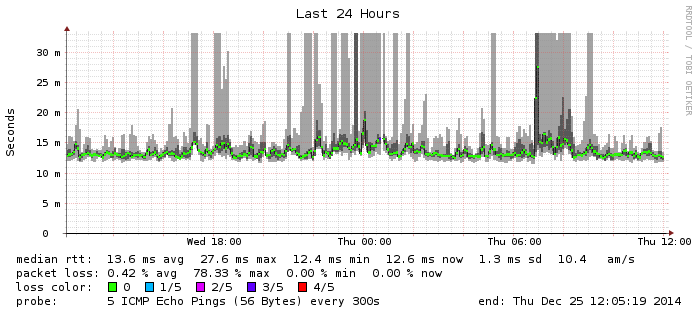 Last 24 Hours
RRDTOOL / TOBI OETIKER
Seconds
30 m
25 m
20 m
15 m
10 m
5 m
0
Wed 18:00 Thu 00:00 Thu 06:00 Thu 12:00
median rtt: 13.6 ms avg 27.6 ms max 12.4 ms min 12.6 ms now 1.3 ms sd 10.4 am/s
packet loss: 0.42 % avg 78.33 % max 0.00 % min 0.00 % now
loss color: 0 1/5 2/5 3/5 4/5
probe: 5 ICMP Echo Pings (56 Bytes) every 300s end: Thu Dec 25 12:05:19 2014